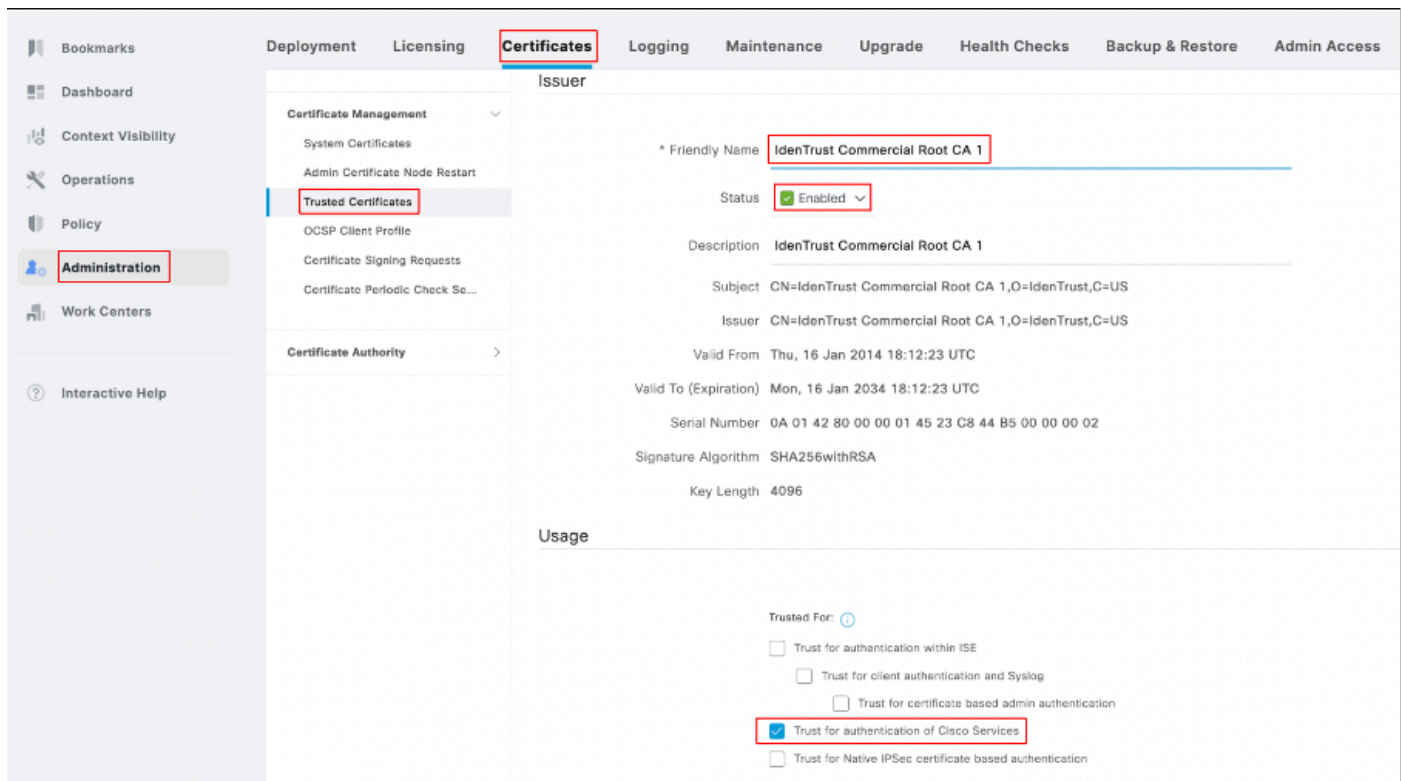 Bookmarks
Dashboard
Context Visibility
Operations
Policy
Administration
Work Centers
Interactive Help
Deployment Licensing Certificates Logging Maintenance Upgrade Health Checks Backup & Restore Admin Access
Certificate Management
System Certificates
Admin Certificate Node Restart
Trusted Certificates
OCSP Client Profile
Certificate Signing Requests
Certificate Periodic Check Se...
Certificate Authority
Issuer
* Friendly Name IdenTrust Commercial Root CA 1
Status Enabled
Description IdenTrust Commercial Root CA 1
Subject CN=IdenTrust Commercial Root CA 1,O=IdenTrust,C=US
Issuer CN=IdenTrust Commercial Root CA 1,O=IdenTrust,C=US
Valid From Thu, 16 Jan 2014 18:12:23 UTC
Valid To (Expiration) Mon, 16 Jan 2034 18:12:23 UTC
Serial Number 0A 01 42 80 00 00 01 45 23 C8 44 B5 00 00 00 02
Signature Algorithm SHA256withRSA
Key Length 4096
Usage
Trusted For:
Trust for authentication within ISE
Trust for client authentication and Syslog
Trust for certificate based admin authentication
Trust for authentication of Cisco Services
Trust for Native IPSec certificate based authentication